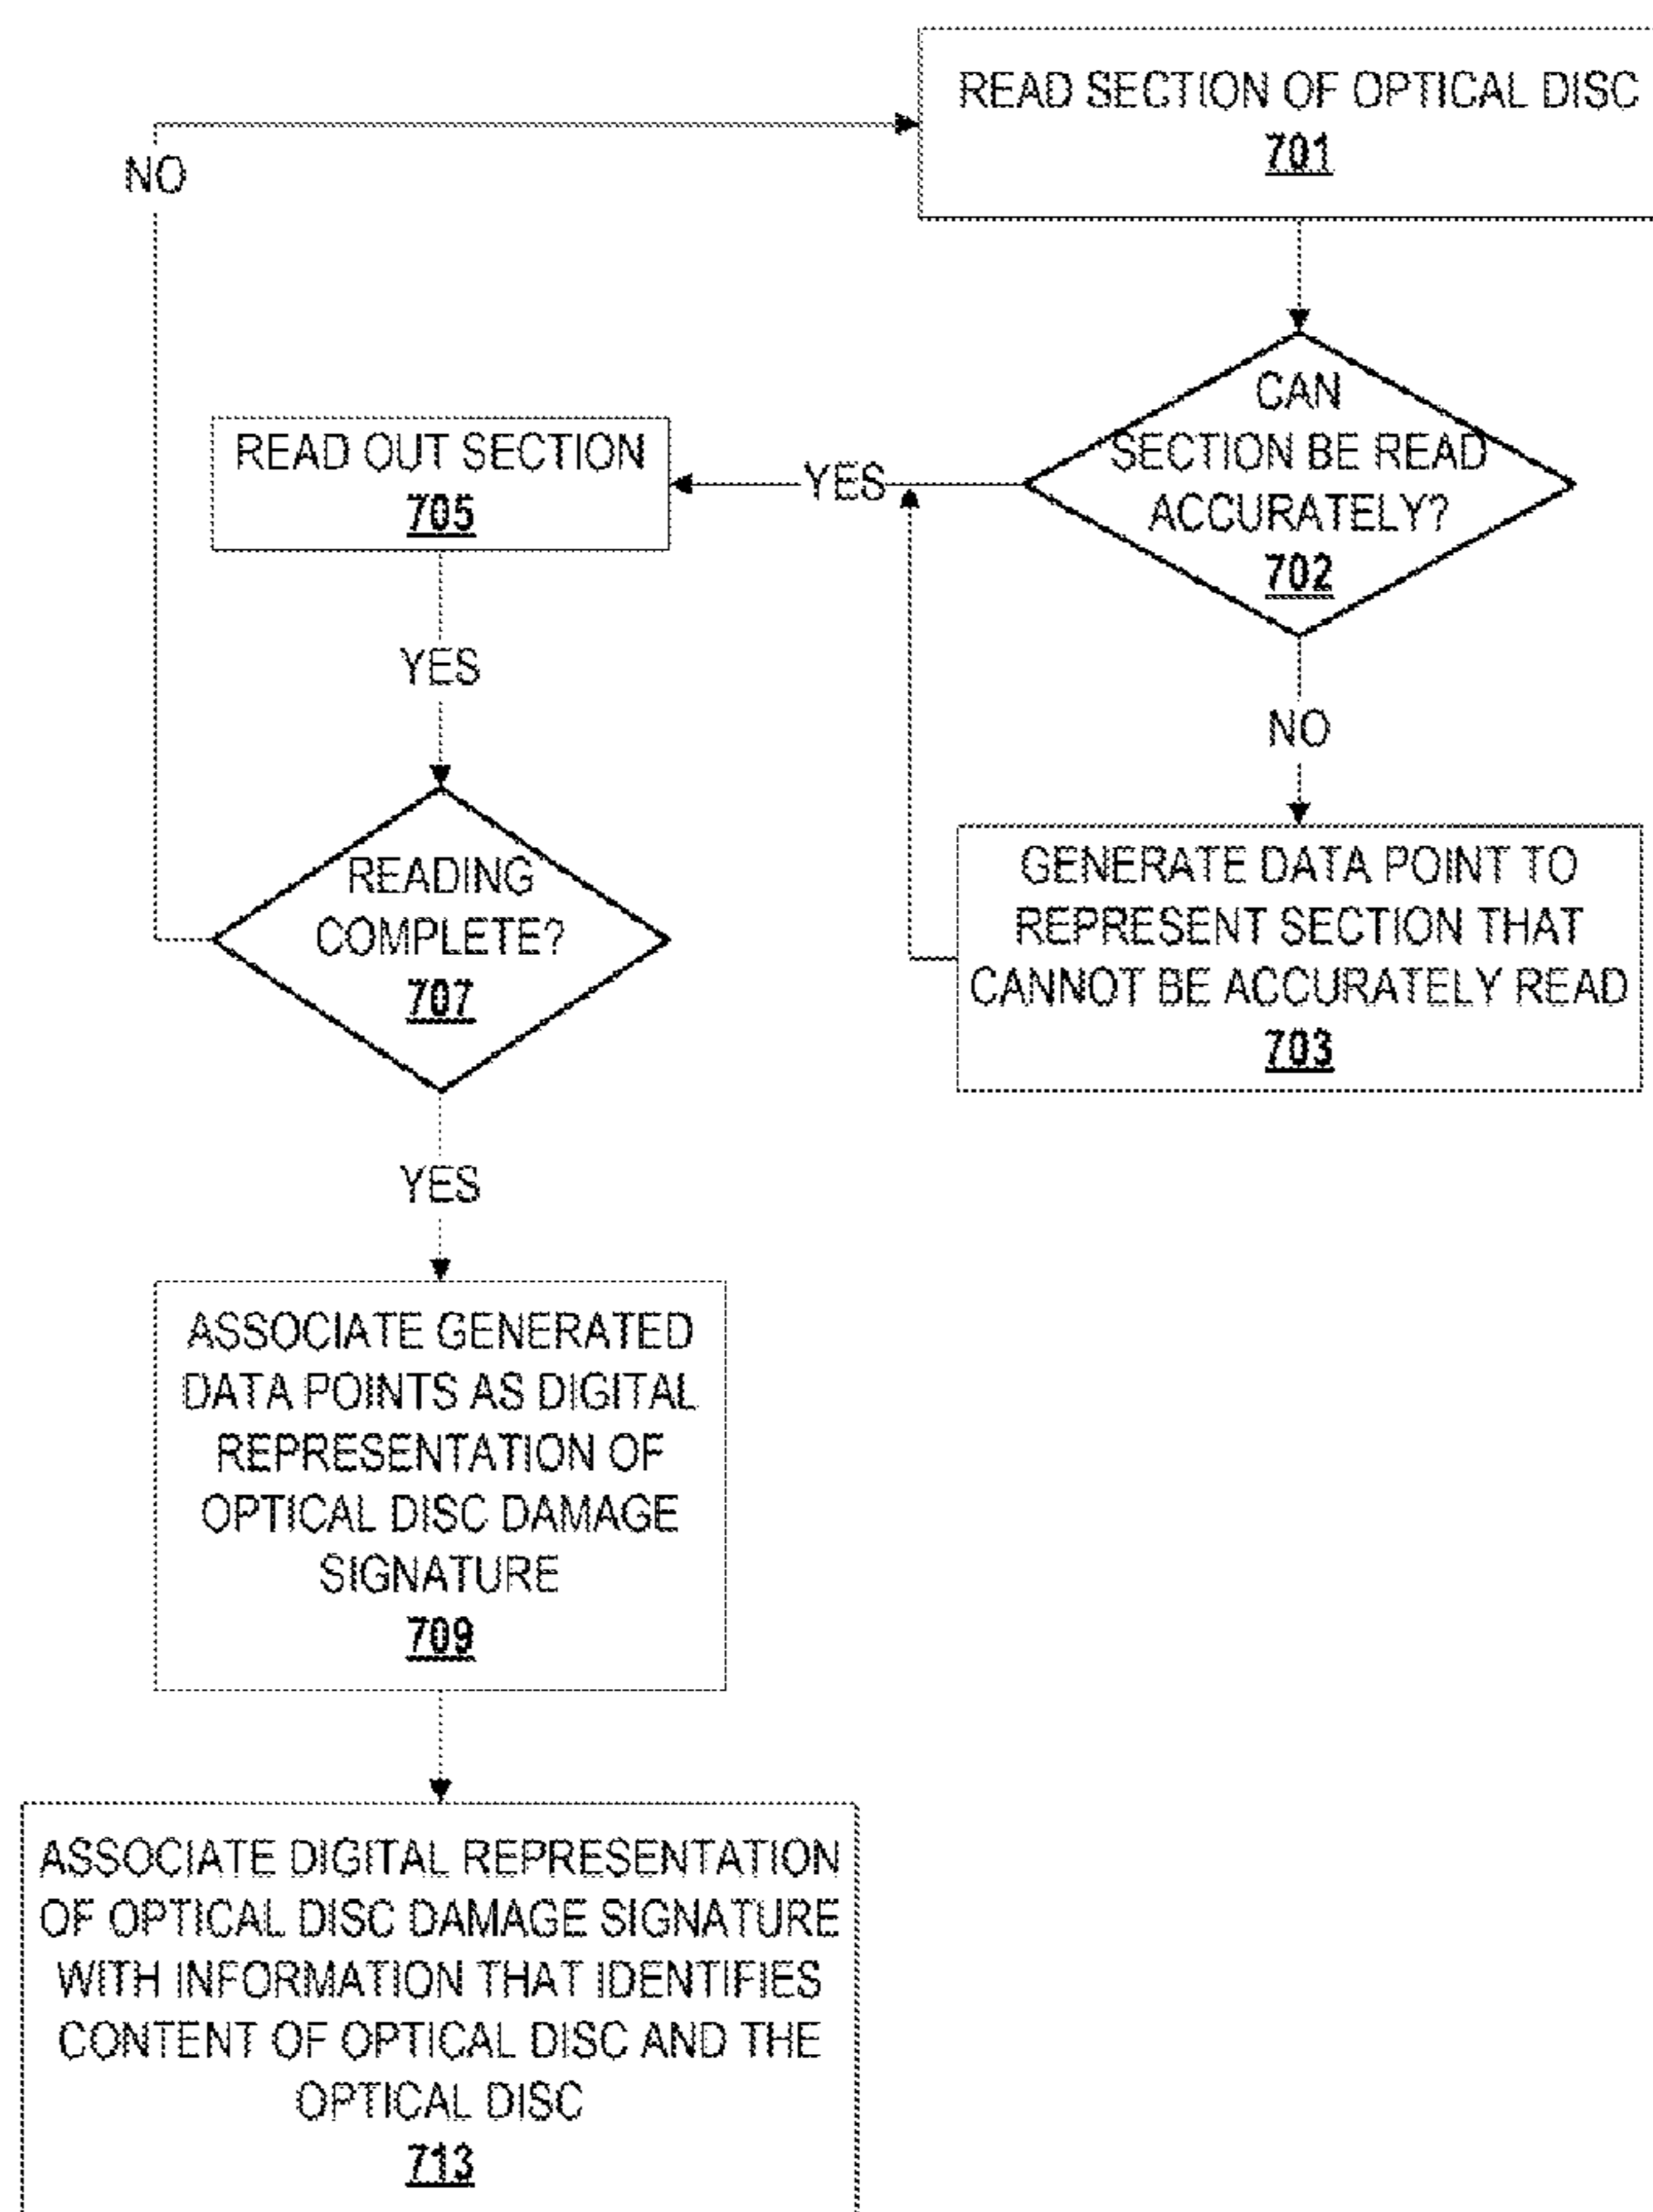 READ SECTION OF OPTICAL DISC
701
NO
CAN
SECTION BE READ
ACCURATELY?
702
YES
READ OUT SECTION
705
YES
NO
GENERATE DATA POINT TO
REPRESENT SECTION THAT
CANNOT BE ACCURATELY READ
703
READING
COMPLETE?
707
YES
ASSOCIATE GENERATED
DATA POINTS AS DIGITAL
REPRESENTATION OF
OPTICAL DISC DAMAGE
SIGNATURE
709
ASSOCIATE DIGITAL REPRESENTATION
OF OPTICAL DISC DAMAGE SIGNATURE
WITH INFORMATION THAT IDENTIFIES
CONTENT OF OPTICAL DISC AND THE
OPTICAL DISC
713